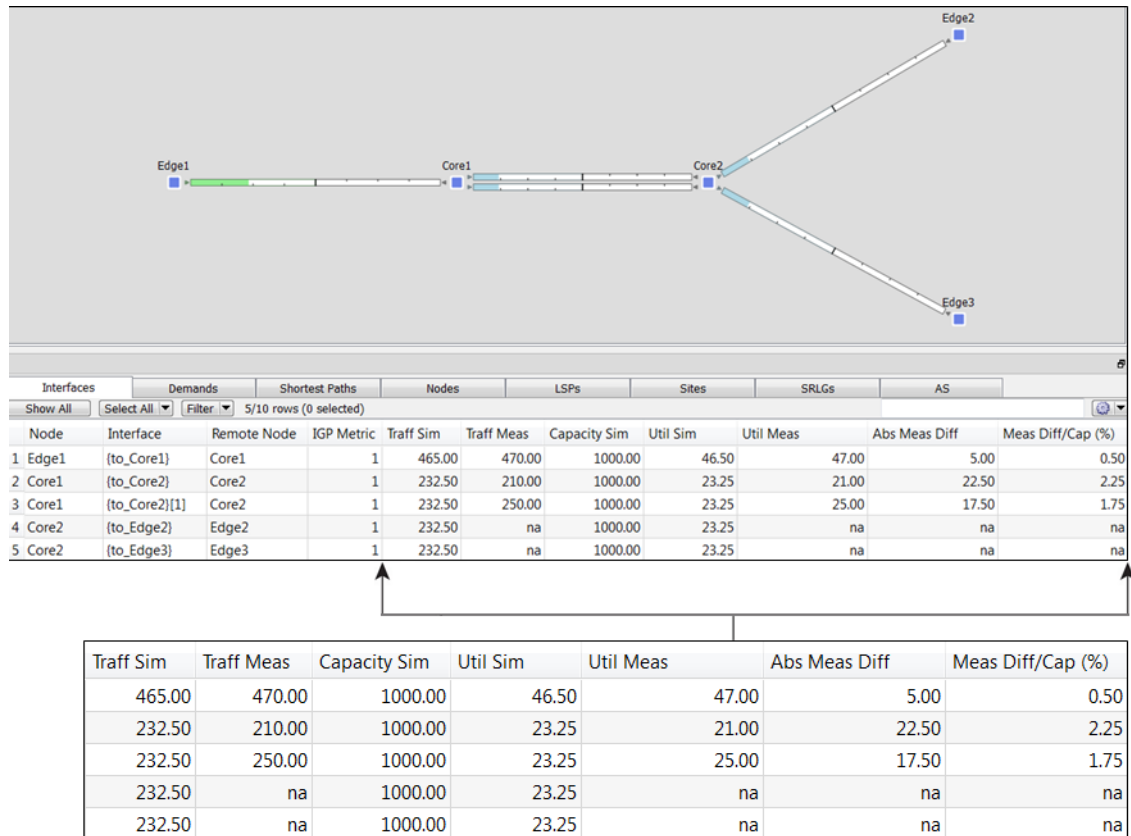 Edge2
Edge1
Core1
Core2
Edge3
Interfaces Demands Shortest Paths Nodes LSPs Sites SRLGs AS
Show All Select All Filter 5/10 rows (0 selected)
Node Interface Remote Node IGP Metric Traff Sim Traff Meas Capacity Sim Util Sim Util Meas Abs Meas Diff Meas Diff/Cap (%)
1 Edge1 {to_Core1} Core1 1 465.00 470.00 1000.00 46.50 47.00 5.00 0.50
2 Core1 {to_Core2} Core2 1 232.50 210.00 1000.00 23.25 21.00 22.50 2.25
3 Core1 {to_Core2}[1] Core2 1 232.50 250.00 1000.00 23.25 25.00 17.50 1.75
4 Core2 {to_Edge2} Edge2 1 232.50 na 1000.00 23.25 na na na
5 Core2 {to_Edge3} Edge3 1 232.50 na 1000.00 23.25 na na na
Traff Sim Traff Meas Capacity Sim Util Sim Util Meas Abs Meas Diff Meas Diff/Cap (%)
465.00 470.00 1000.00 46.50 47.00 5.00 0.50
232.50 210.00 1000.00 23.25 21.00 22.50 2.25
232.50 250.00 1000.00 23.25 25.00 17.50 1.75
232.50 na 1000.00 23.25 na na na
232.50 na 1000.00 23.25 na na na